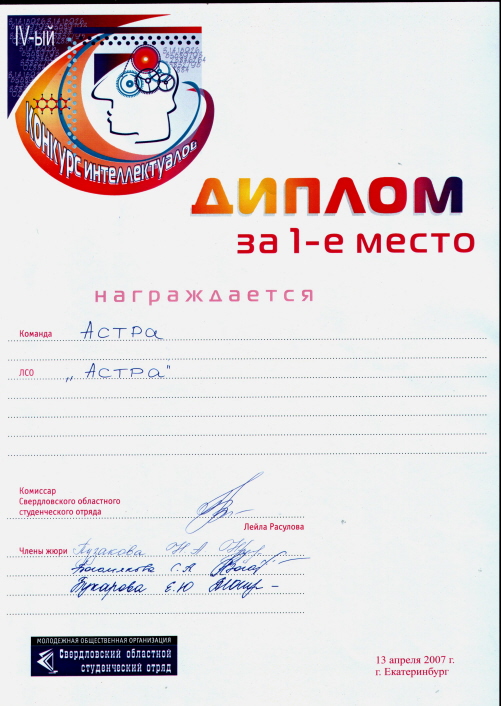 IV-ый
КОНКУРС ИНТЕЛЛЕКТУАЛОВ
ДИПЛОМ
за 1-е место
награждается
Команда Астра
ЛСО „Астра"
Комиссар
Свердловского областного
студенческого отряда
Лейла Расулова
Члены жюри Пузакова Н А
С.А
Бухарова Е.Ю
МОЛОДЕЖНАЯ ОБЩЕСТВЕННАЯ ОРГАНИЗАЦИЯ
Свердловский областной
студенческий отряд
13 апреля 2007 г.
г. Екатеринбург